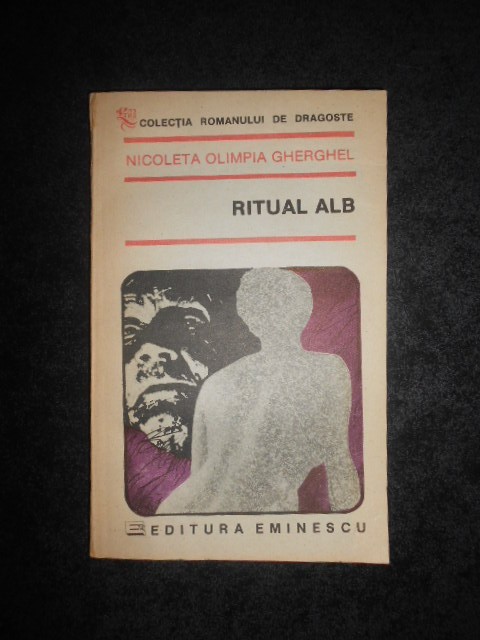 COLECȚIA ROMANULUI DE DRAGOSTE
NICOLETA OLIMPIA GHERGHEL
RITUAL ALB
EDITURA EMINESCU